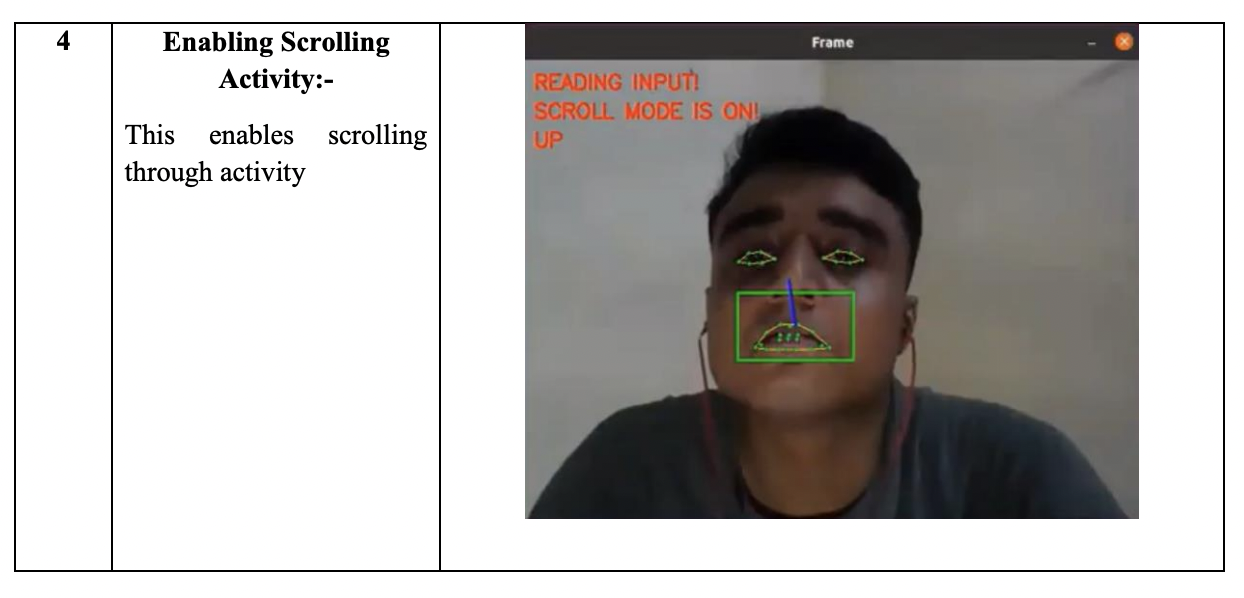 4
Enabling Scrolling
Activity:-
This enables scrolling
through activity
Frame
READING INPUT!
SCROLL MODE IS ON!
UP